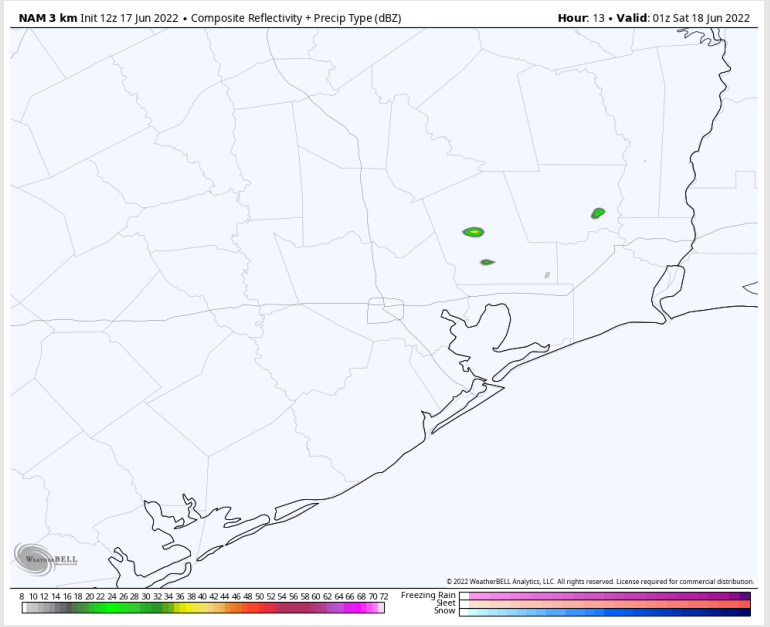 NAM 3 km Init 12z 17 Jun 2022 • Composite Reflectivity + Precip Type (dBZ) Hour: 13 • Valid: 01z Sat 18 Jun 2022
WeatherBELL
© 2022 WeatherBELL Analytics, LLC. All rights reserved. License required for commercial distribution.
8 10 12 14 16 18 20 22 24 26 28 30 32 34 36 38 40 42 44 46 48 50 52 54 56 58 60 62 64 66 68 70 72
Freezing Rain
Sleet
Snow